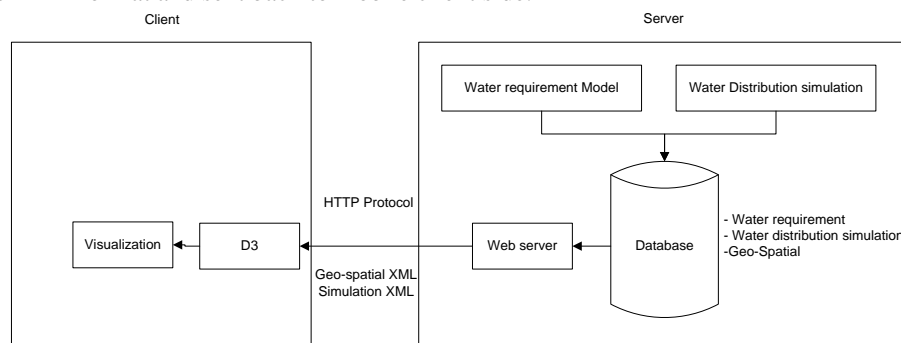 Client
Server
Water requirement Model
Water Distribution simulation
HTTP Protocol
Visualization
D3
Web server
Database
- Water requirement
- Water distribution simulation
-Geo-Spatial
Geo-spatial XML
Simulation XML